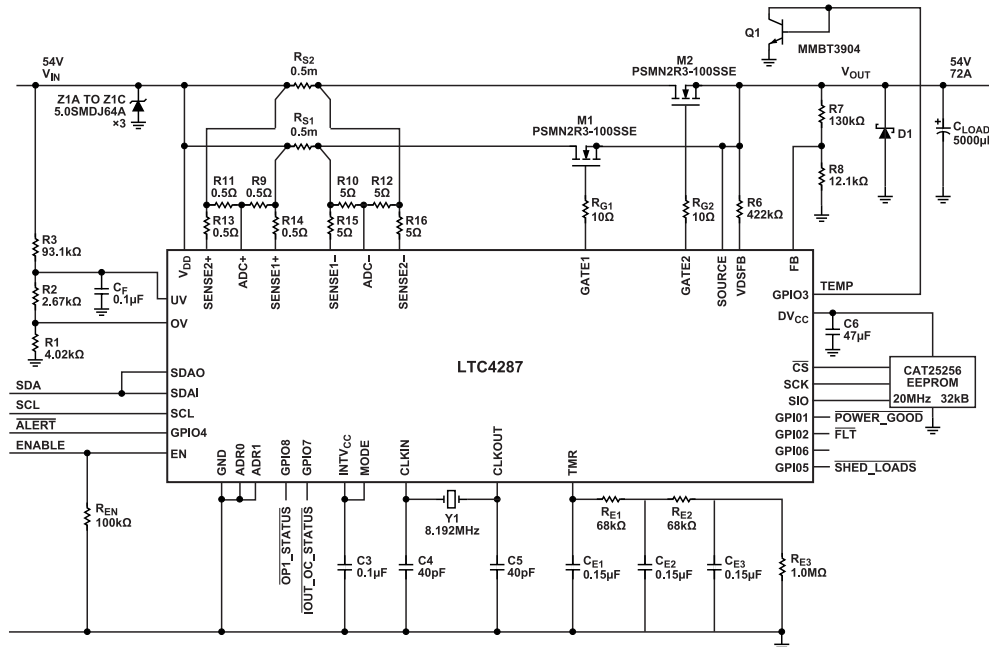 Q1
MMBT3904
54V
VIN
RS2
0.5m
M2
PSMN2R3-100SSE
VOUT
54V
72A
Z1A TO Z1C
5.0SMDJ64A
×3
RS1
0.5m
M1
PSMN2R3-100SSE
R7
130kΩ
D1
+
CLOAD
5000µF
R11
0.5Ω
R9
0.5Ω
R10
5Ω
R12
5Ω
R8
12.1kΩ
R13
0.5Ω
R14
0.5Ω
R15
5Ω
R16
5Ω
RG1
10Ω
RG2
10Ω
R6
422kΩ
R3
93.1kΩ
R2
2.67kΩ
CF
0.1µF
R1
4.02kΩ
VDD
SENSE2+
ADC+
SENSE1+
SENSE1−
ADC−
SENSE2−
GATE1
GATE2
SOURCE
VDSFB
FB
UV
OV
SDAO
SDAI
SCL
GPIO4
EN
SDA
SCL
ALERT
ENABLE
LTC4287
GPIO3
TEMP
DVCC
C6
47µF
CS
SCK
SIO
CAT25256
EEPROM
20MHz 32kB
GPI01
POWER_GOOD
GPI02
FLT
GPI06
GPI05
SHED_LOADS
GND
ADR0
ADR1
GPIO8
GPIO7
INTVCC
MODE
CLKIN
CLKOUT
TMR
REN
100kΩ
OP1_STATUS
IOUT_OC_STATUS
Y1
8.192MHz
C3
0.1µF
C4
40pF
C5
40pF
RE1
68kΩ
RE2
68kΩ
CE1
0.15µF
CE2
0.15µF
CE3
0.15µF
RE3
1.0MΩ